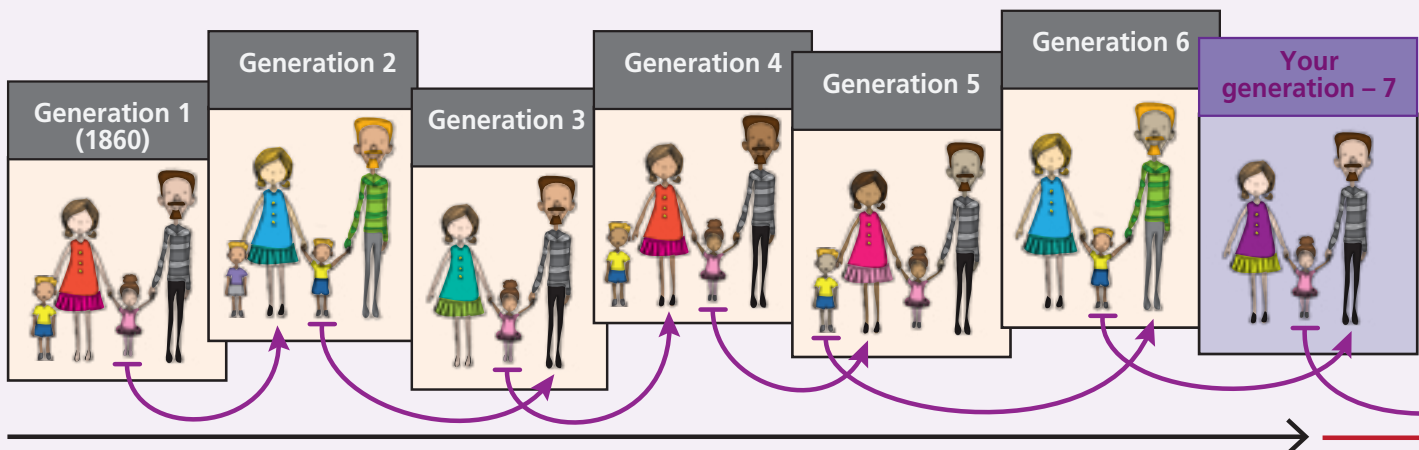 Generation 1
(1860)
Generation 2
Generation 3
Generation 4
Generation 5
Generation 6
Your
generation – 7